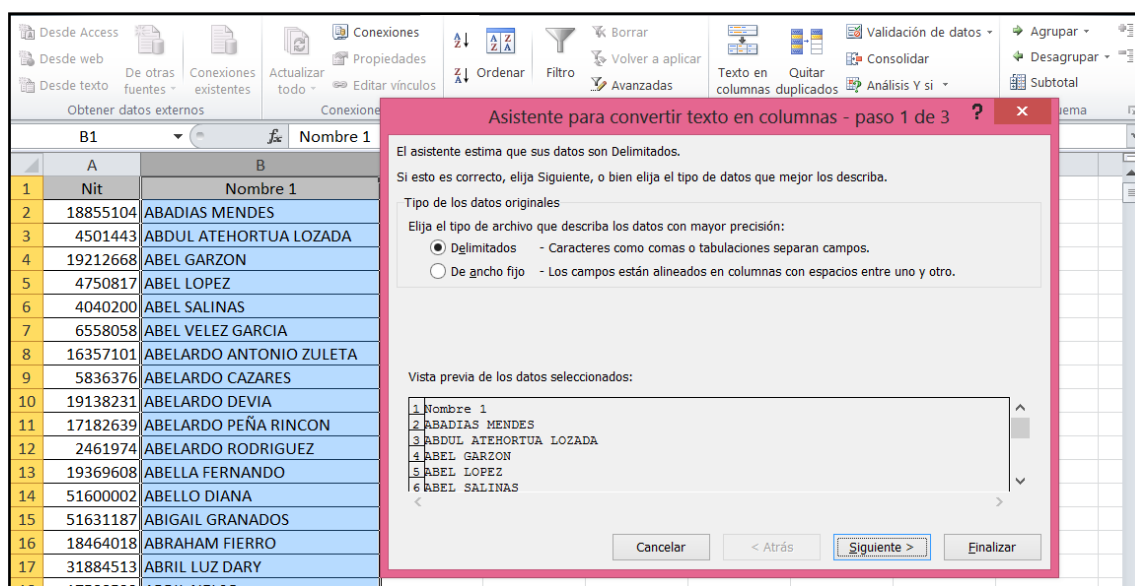 Desde Access
Desde web
Desde texto
De otras fuentes
Conexiones existentes
Obtener datos externos
Actualizar todo
Conexiones
Propiedades
Editar vínculos
Conexione
Ordenar
Filtro
Borrar
Volver a aplicar
Avanzadas
Texto en columnas
Quitar duplicados
Validación de datos
Consolidar
Análisis Y si
Agrupar
Desagrupar
Subtotal
ema
B1
fx Nombre 1
A B
1 Nit Nombre 1
2 18855104 ABADIAS MENDES
3 4501443 ABDUL ATEHORTUA LOZADA
4 19212668 ABEL GARZON
5 4750817 ABEL LOPEZ
6 4040200 ABEL SALINAS
7 6558058 ABEL VELEZ GARCIA
8 16357101 ABELARDO ANTONIO ZULETA
9 5836376 ABELARDO CAZARES
10 19138231 ABELARDO DEVIA
11 17182639 ABELARDO PEÑA RINCON
12 2461974 ABELARDO RODRIGUEZ
13 19369608 ABELLA FERNANDO
14 51600002 ABELLO DIANA
15 51631187 ABIGAIL GRANADOS
16 18464018 ABRAHAM FIERRO
17 31884513 ABRIL LUZ DARY
Asistente para convertir texto en columnas - paso 1 de 3 ? x
El asistente estima que sus datos son Delimitados.
Si esto es correcto, elija Siguiente, o bien elija el tipo de datos que mejor los describa.
Tipo de los datos originales
Elija el tipo de archivo que describa los datos con mayor precisión:
Delimitados - Caracteres como comas o tabulaciones separan campos.
De ancho fijo - Los campos están alineados en columnas con espacios entre uno y otro.
Vista previa de los datos seleccionados:
1 Nombre 1
2 ABADIAS MENDES
3 ABDUL ATEHORTUA LOZADA
4 ABEL GARZON
5 ABEL LOPEZ
6 ABEL SALINAS
Cancelar < Atrás Siguiente > Finalizar